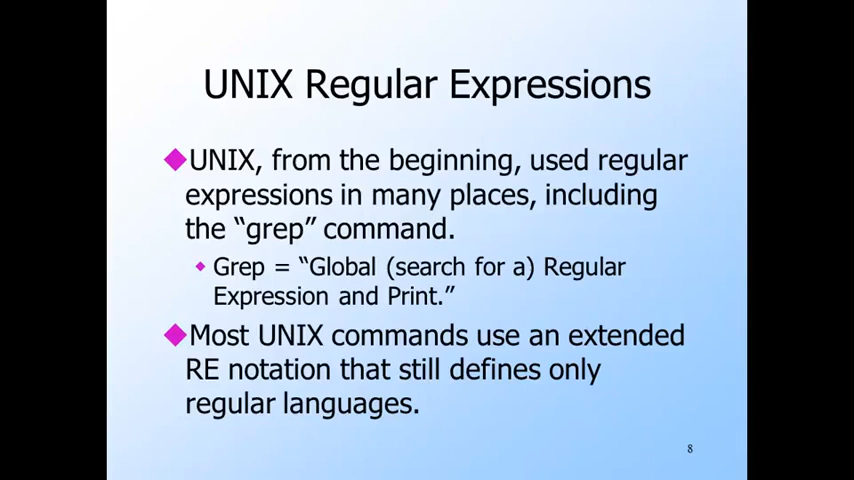 UNIX Regular Expressions
UNIX, from the beginning, used regular
expressions in many places, including
the “grep” command.
Grep = “Global (search for a) Regular
Expression and Print.”
Most UNIX commands use an extended
RE notation that still defines only
regular languages.
8